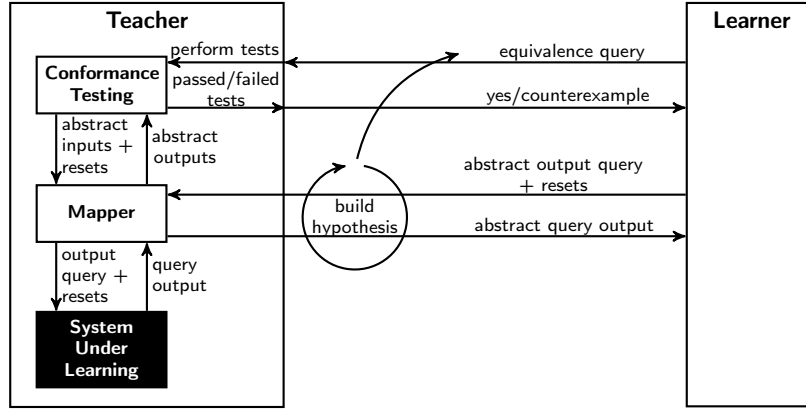 Teacher
Learner
perform tests
equivalence query
Conformance
Testing
passed/failed
tests
yes/counterexample
abstract
inputs +
resets
abstract
outputs
abstract output query
+ resets
Mapper
build
hypothesis
abstract query output
output
query +
resets
query
output
System
Under
Learning